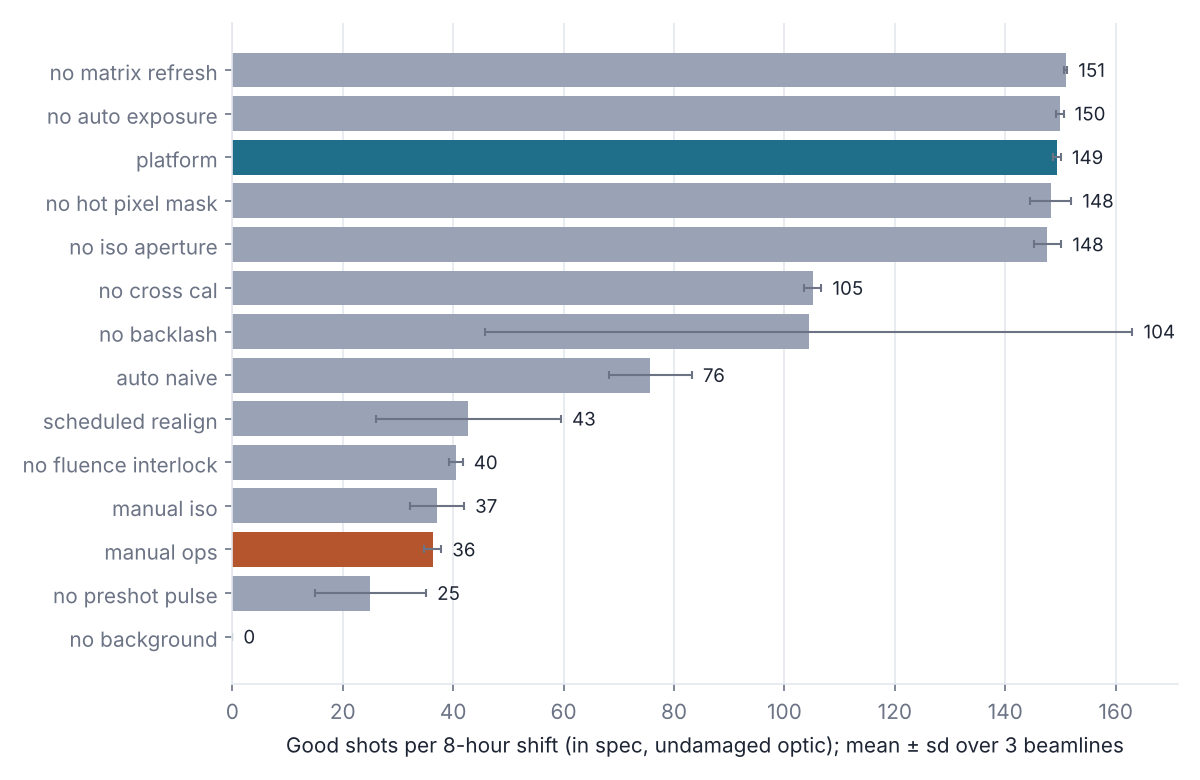 no matrix refresh 151
no auto exposure 150
platform 149
no hot pixel mask 148
no iso aperture 148
no cross cal 105
no backlash 104
auto naive 76
scheduled realign 43
no fluence interlock 40
manual iso 37
manual ops 36
no preshot pulse 25
no background 0
0 20 40 60 80 100 120 140 160
Good shots per 8-hour shift (in spec, undamaged optic); mean ± sd over 3 beamlines